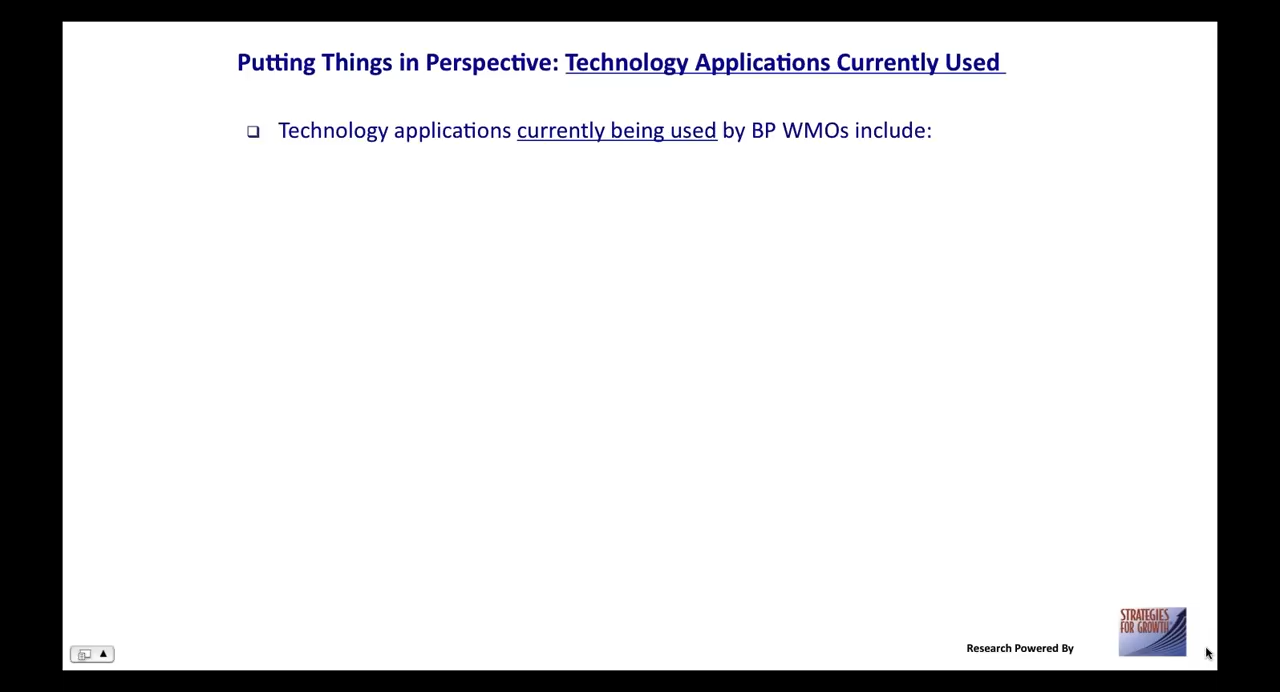 Putting Things in Perspective: Technology Applications Currently Used
Technology applications currently being used by BP WMOs include:
STRATEGIES
FOR GROWTH
Research Powered By